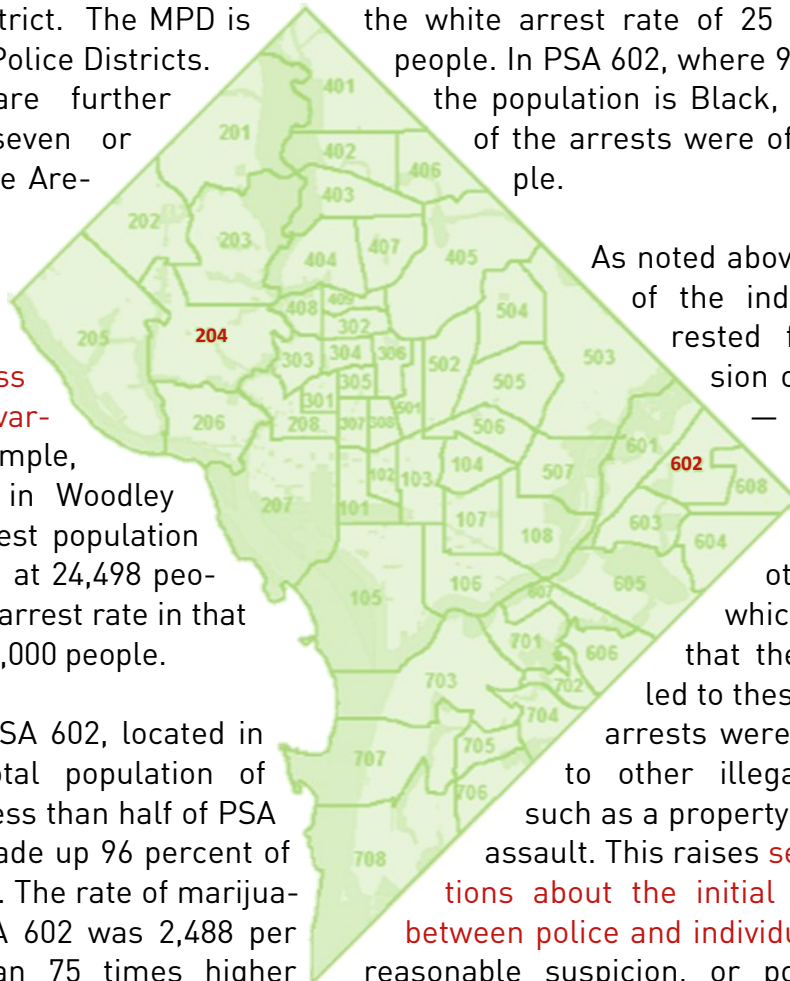 trict. The MPD is
Police Districts.
are further
seven or
e Are-
ss
var-
mple,
in Woodley
est population
at 24,498 peo-
arrest rate in that
,000 people.
SA 602, located in
otal population of
ess than half of PSA
ade up 96 percent of
. The rate of marijua-
A 602 was 2,488 per
an 75 times higher
401
201
402
406
403
202
203
404
407
405
408
409
504
302
205
204
303
304
306
502
503
305
505
301
501
206
208
307
308
506
601
602
102
103
104
507
608
207
101
107
603
108
604
105
106
607
605
701
606
703
702
704
707
705
706
708
the white arrest rate of 25
people. In PSA 602, where 9
the population is Black,
of the arrests were of
ple.
As noted abov
of the ind
rested f
sion o
—
ot
whic
that the
led to thes
arrests were
to other illega
such as a property
assault. This raises se
tions about the initial
between police and individu
reasonable suspicion, or po